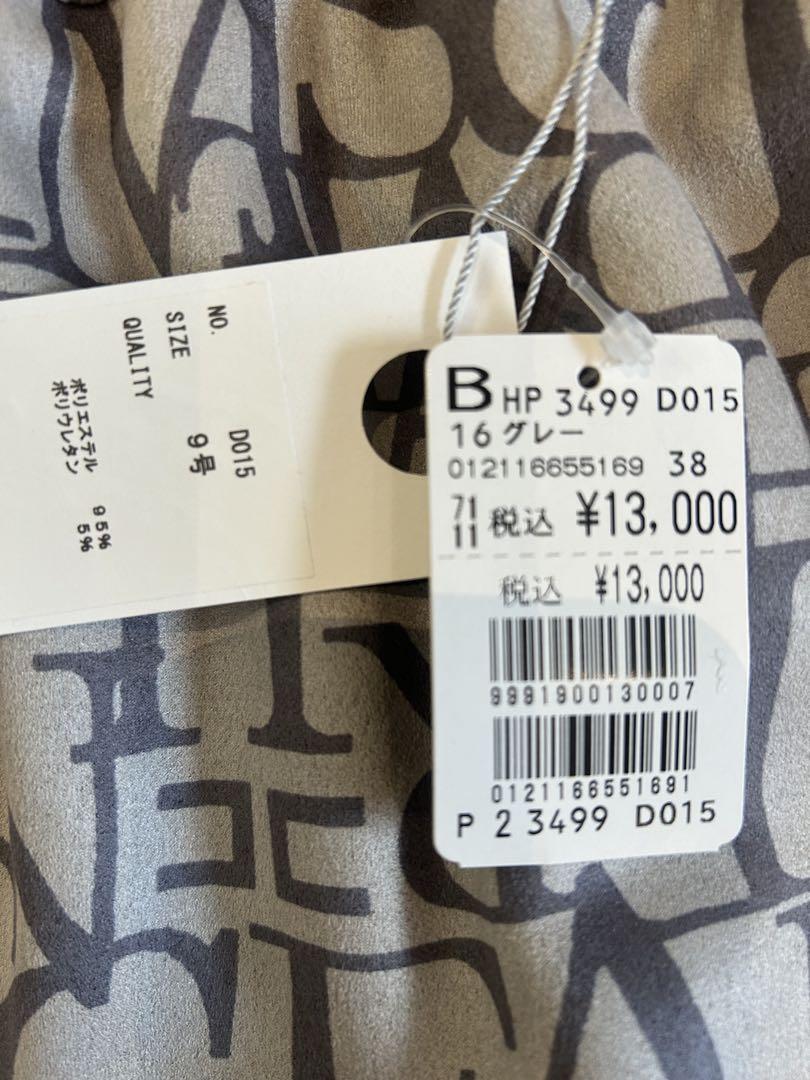 NO. D015
SIZE 9号
QUALITY
ポリエステル 95%
ポリウレタン 5%
B HP 3499 D015
16 グレー
012116655169 38
71
11 税込 ¥13,000
税込 ¥13,000
9991900130007
0121166551691
P 2 3499 D015